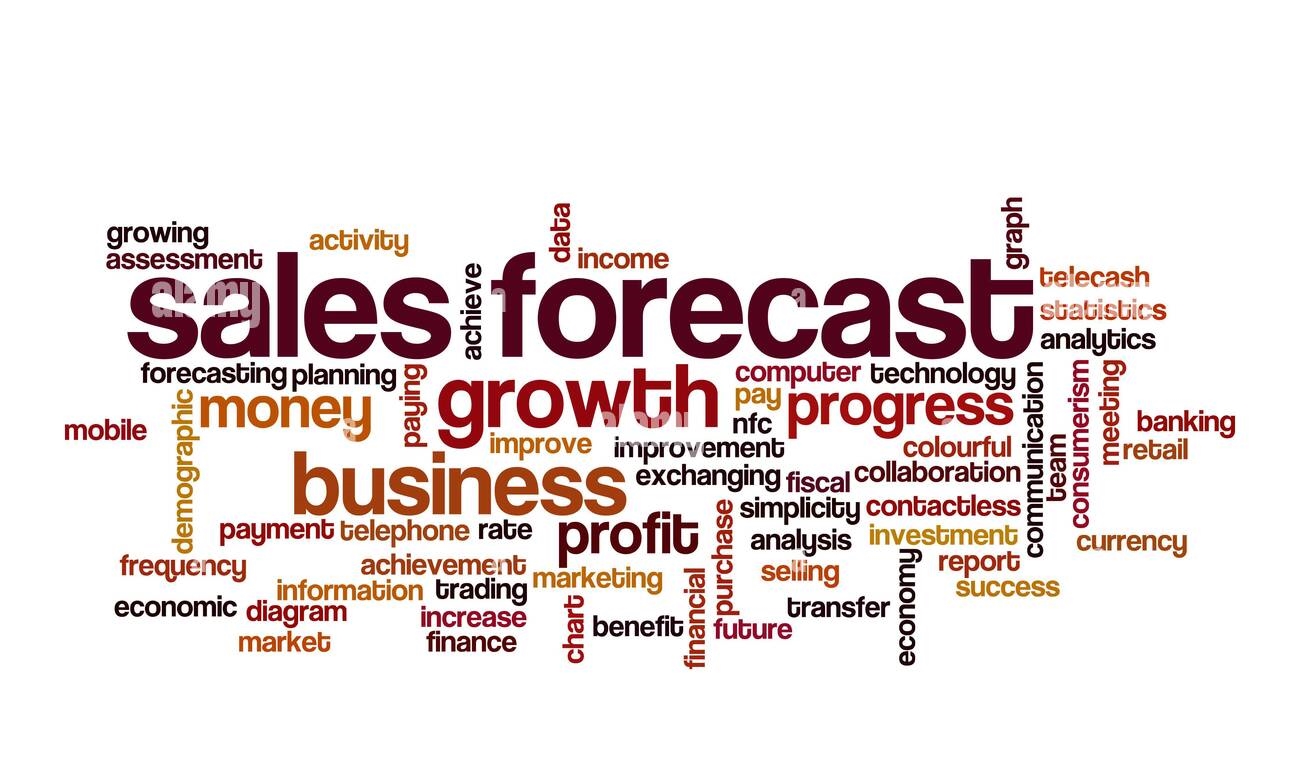 growing
activity
data
graph
assessment
income
telecash
sales forecast
achieve
statistics
analytics
forecasting
planning
paying
growth
computer
technology
communication
consumerism
meeting
demographic
money
pay
progress
banking
mobile
nfc
improve
improvement
colourful
retail
team
business
exchanging
fiscal
collaboration
simplicity
contactless
payment
telephone
rate
profit
purchase
analysis
investment
currency
frequency
achievement
marketing
selling
report
economy
information
trading
financial
success
economic
diagram
increase
chart
benefit
future
transfer
market
finance
alamy
a
n
a
a
alamy
a
a
a
a